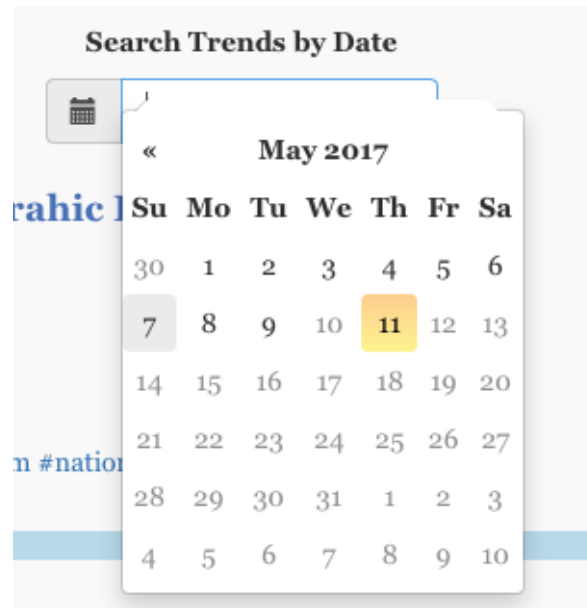 Search Trends by Date
«
May 2017
rahic
Su Mo Tu We Th Fr Sa
30 1 2 3 4 5 6
7 8 9 10 11 12 13
14 15 16 17 18 19 20
21 22 23 24 25 26 27
m #nation
28 29 30 31 1 2 3
4 5 6 7 8 9 10